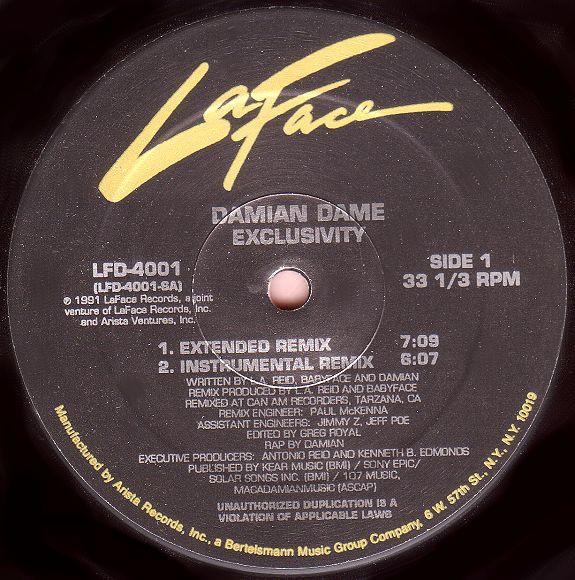 LaFace
DAMIAN DAME
EXCLUSIVITY
LFD-4001
(LFD-4001-SA)
℗ 1991 LaFace Records, a joint
venture of LaFace Records, Inc.
and Arista Ventures, Inc.
SIDE 1
33 1/3 RPM
1. EXTENDED REMIX 7:09
2. INSTRUMENTAL REMIX 6:07
WRITTEN BY L.A. REID, BABYFACE AND DAMIAN
REMIX PRODUCED BY L.A. REID AND BABYFACE
REMIXED AT CAN AM RECORDERS, TARZANA, CA
REMIX ENGINEER: PAUL McKENNA
ASSISTANT ENGINEERS: JIMMY Z, JEFF POE
EDITED BY GREG ROYAL
RAP BY DAMIAN
EXECUTIVE PRODUCERS: ANTONIO REID AND KENNETH B. EDMONDS
PUBLISHED BY KEAR MUSIC (BMI) / SONY EPIC/
SOLAR SONGS INC. (BMI) / 107 MUSIC,
MACADAMIANMUSIC (ASCAP)
UNAUTHORIZED DUPLICATION IS A
VIOLATION OF APPLICABLE LAWS
Manufactured by Arista Records, Inc., a Bertelsmann Music Group Company, 6 W. 57th St., N.Y., N.Y. 10019